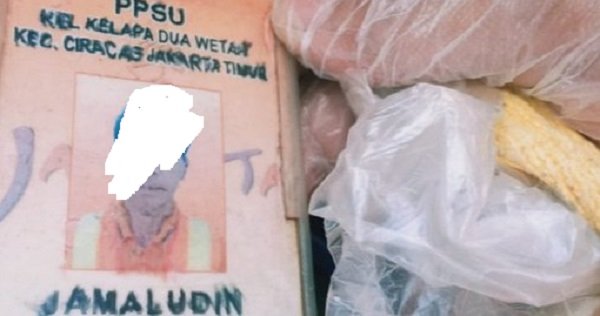 PPSU
KEL. KELAPA DUA WETAN
KEC. CIRACAS JAKARTA TIMUR
JAMALUDIN